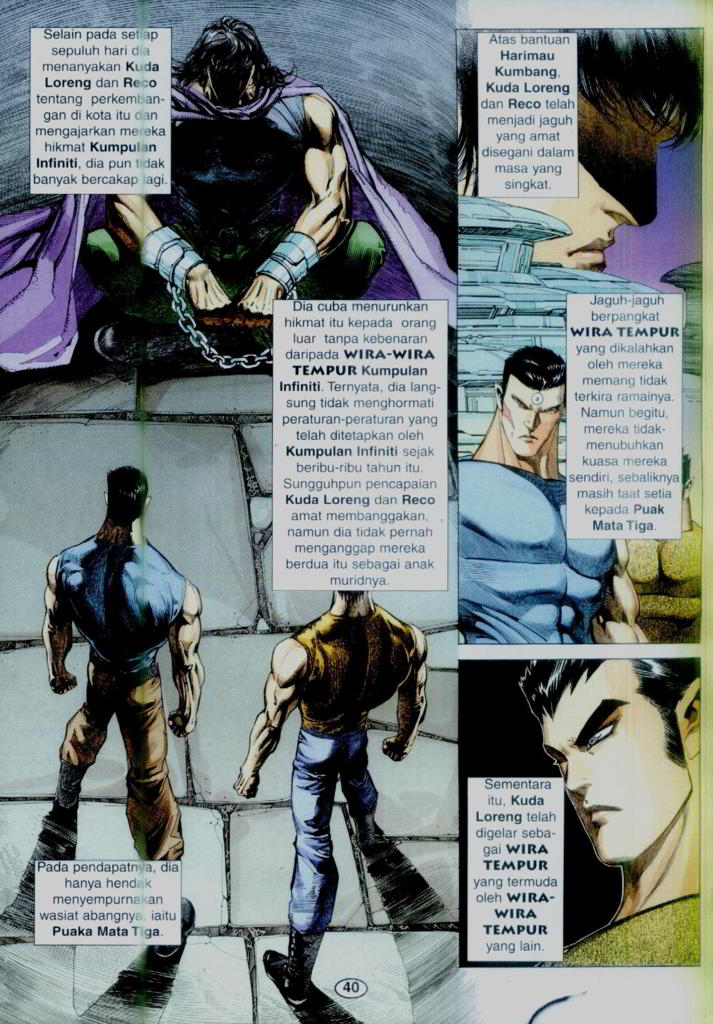 Selain pada setiap
sepuluh hari dia
menanyakan Kuda
Loreng dan Reco
tentang perkemban-
gan di kota itu dan
mengajarkan mereka
hikmat Kumpulan
Infiniti, dia pun tidak
banyak bercakap lagi.
Dia cuba menurunkan
hikmat itu kepada orang
luar tanpa kebenaran
daripada WIRA-WIRA
TEMPUR Kumpulan
Infiniti. Ternyata, dia lang-
sung tidak menghormati
peraturan-peraturan yang
telah ditetapkan oleh
Kumpulan Infiniti sejak
beribu-ribu tahun itu.
Sungguhpun pencapaian
Kuda Loreng dan Reco
amat membanggakan,
namun dia tidak pernah
menganggap mereka
berdua itu sebagai anak
muridnya.
Pada pendapatnya, dia
hanya hendak
menyempurnakan
wasiat abangnya, iaitu
Puaka Mata Tiga.
Atas bantuan
Harimau
Kumbang,
Kuda Loreng
dan Reco telah
menjadi jaguh
yang amat
disegani dalam
masa yang
singkat.
Jaguh-jaguh
berpangkat
WIRA TEMPUR
yang dikalahkan
oleh mereka
memang tidak
terkira ramainya.
Namun begitu,
mereka tidak-
menubuhkan
kuasa mereka
sendiri, sebaliknya
masih taat setia
kepada Puak
Mata Tiga.
Sementara
itu, Kuda
Loreng telah
digelar seba-
gai WIRA
TEMPUR
yang termuda
oleh WIRA-
WIRA
TEMPUR
yang lain.
40